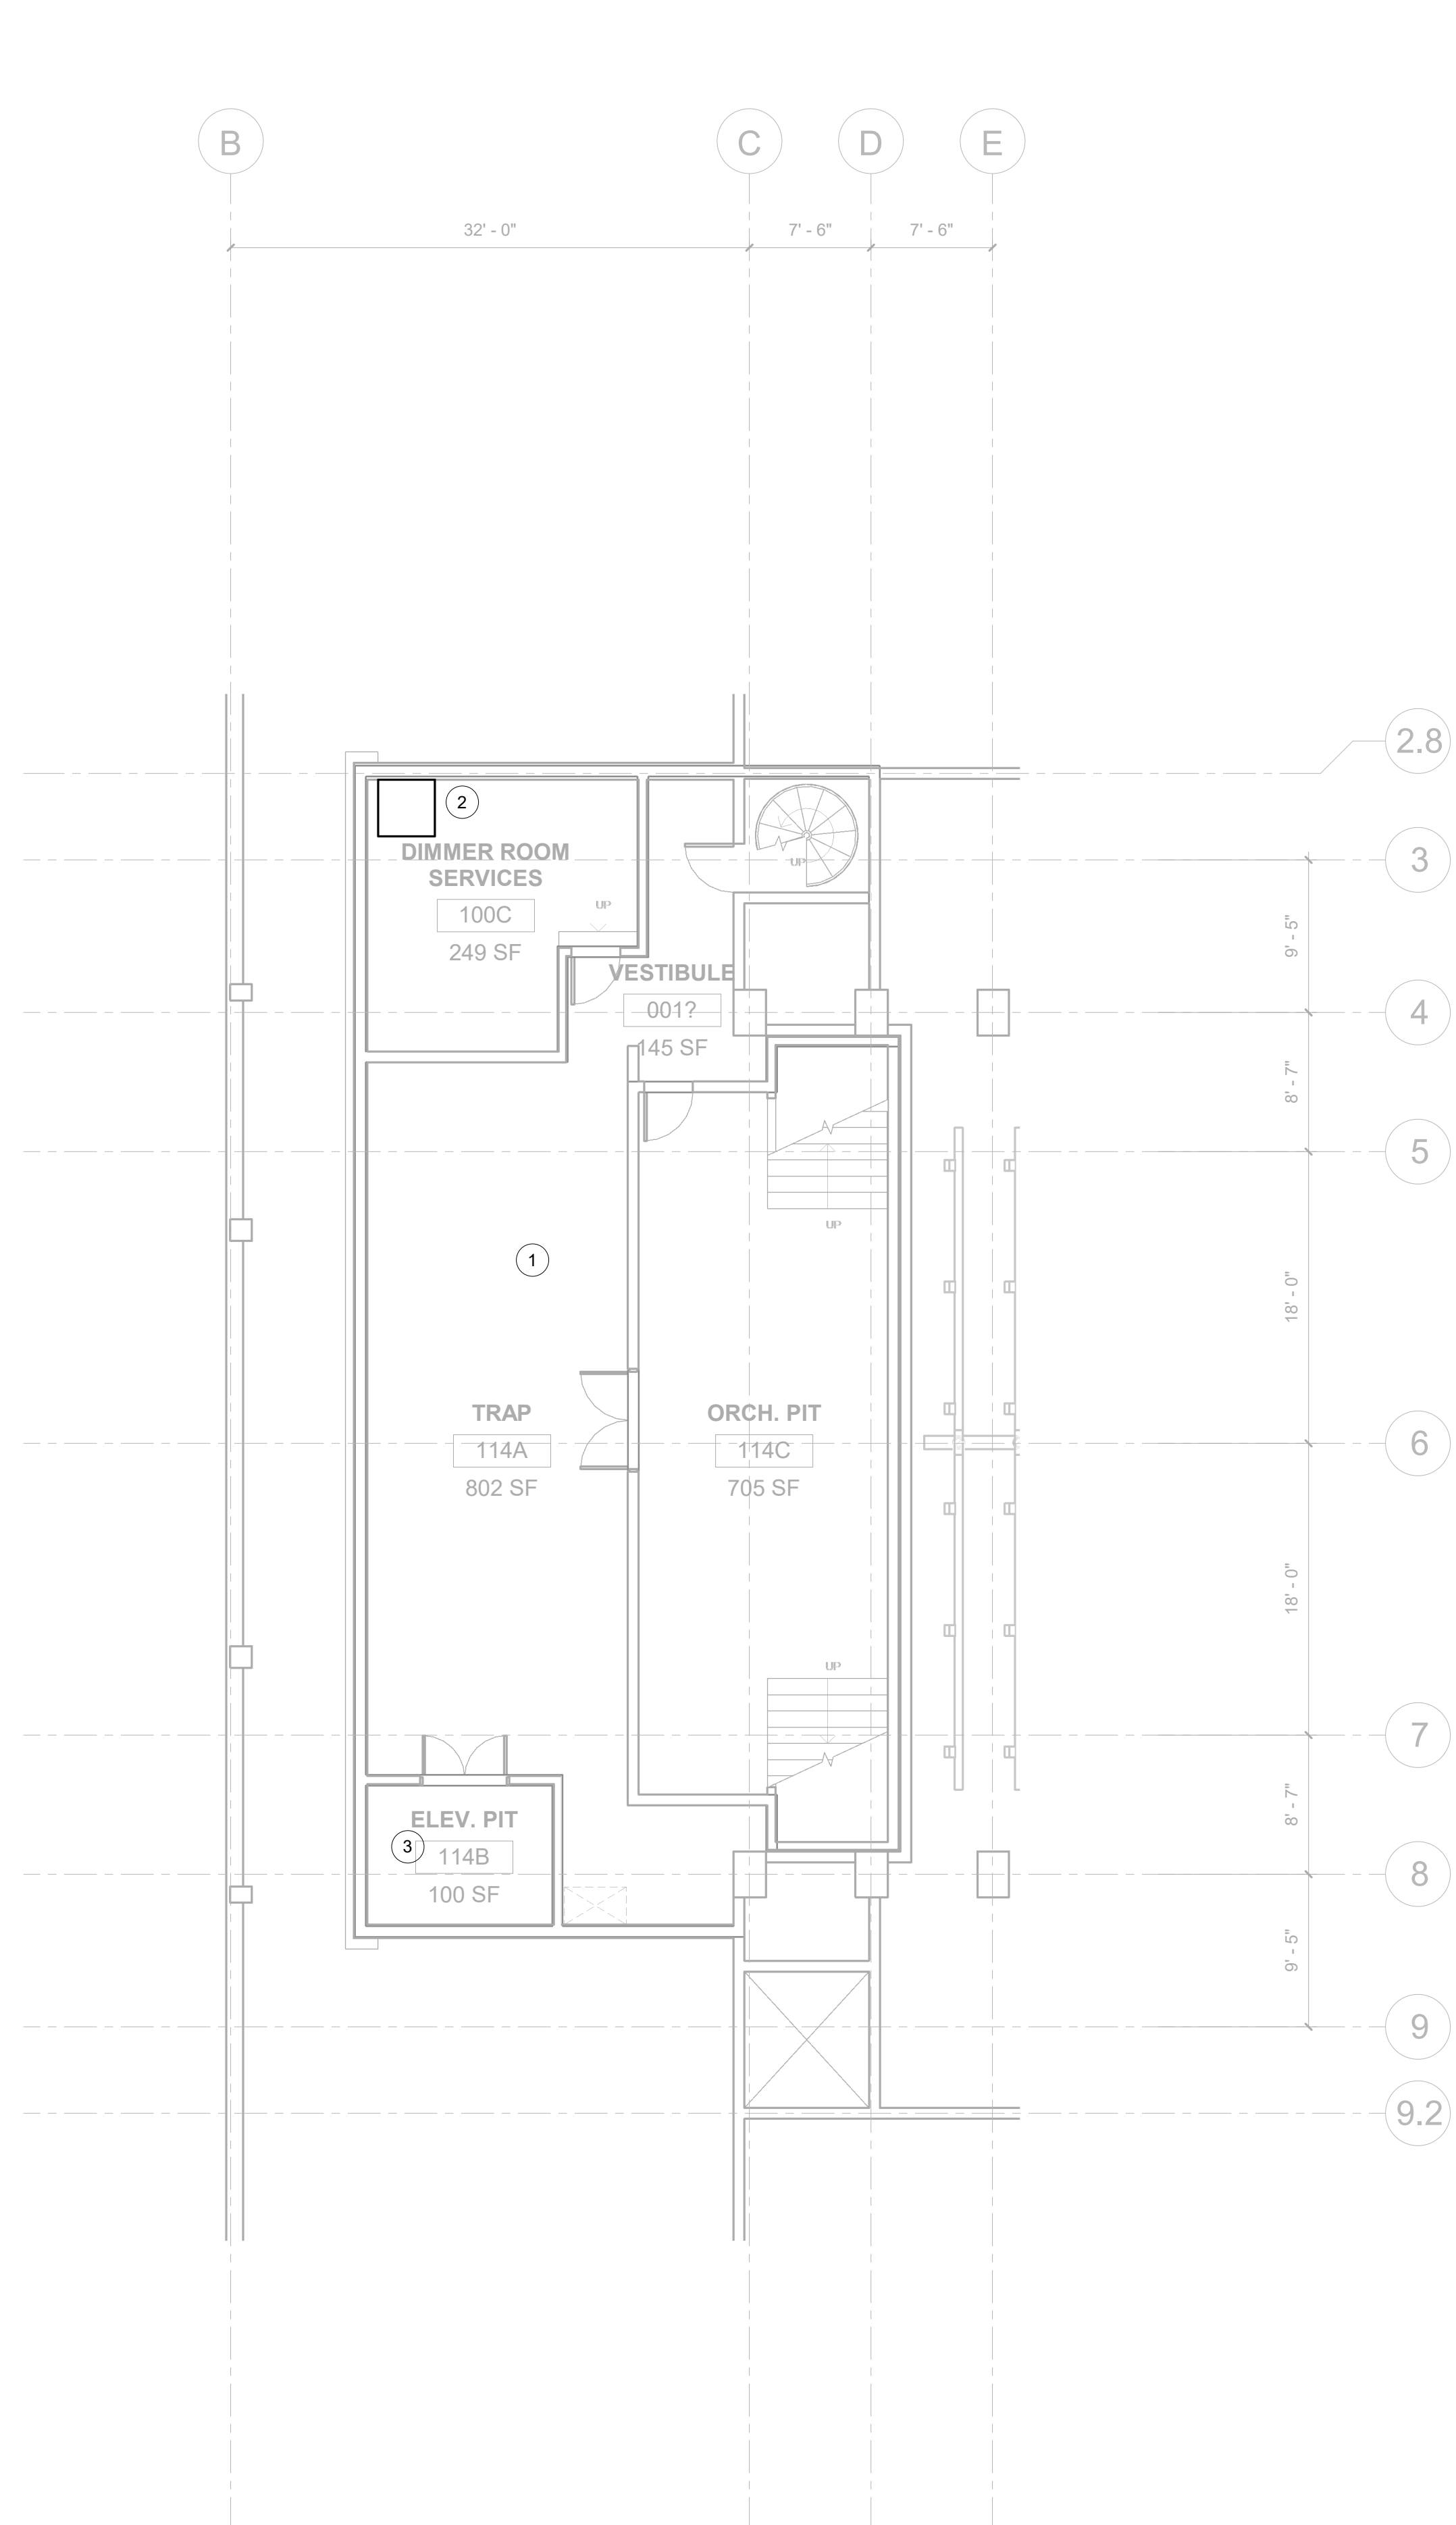 B
C
D
E
32' - 0"
7' - 6"
7' - 6"
2.8
2
DIMMER ROOM
SERVICES
100C
249 SF
UP
UP
3
9' - 5"
VESTIBULE
001?
145 SF
4
8' - 7"
5
UP
1
18' - 0"
TRAP
114A
802 SF
ORCH. PIT
114C
705 SF
6
18' - 0"
UP
7
8' - 7"
ELEV. PIT
3
114B
100 SF
8
9' - 5"
9
9.2